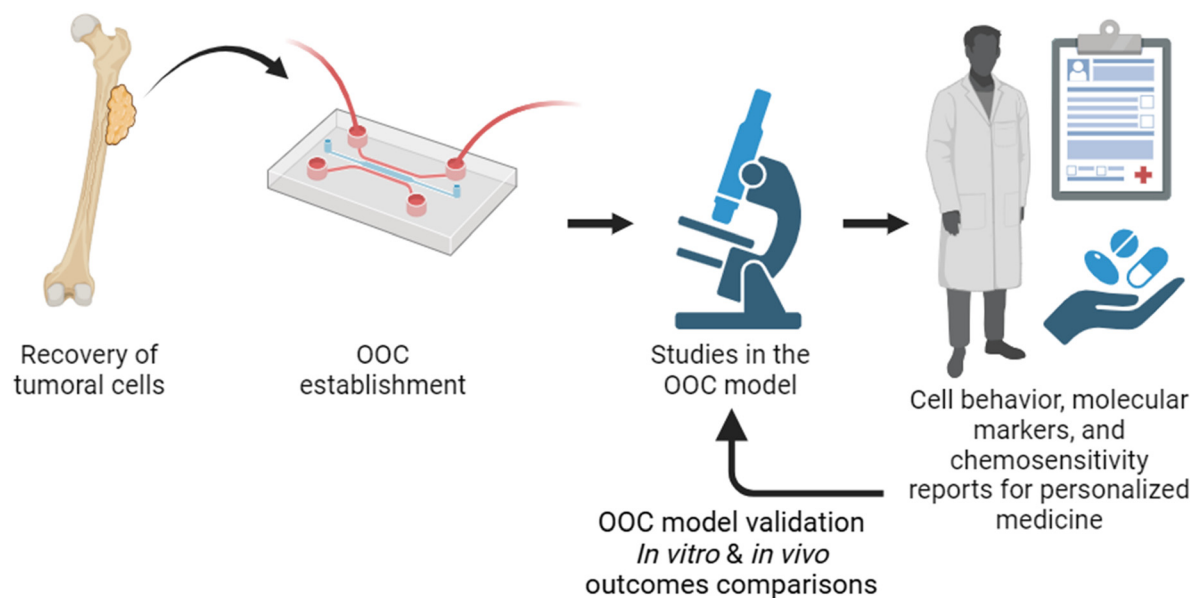 Recovery of
tumoral cells
OOC
establishment
Studies in the
OOC model
Cell behavior, molecular
markers, and
chemosensitivity
reports for personalized
medicine
OOC model validation
In vitro & in vivo
outcomes comparisons